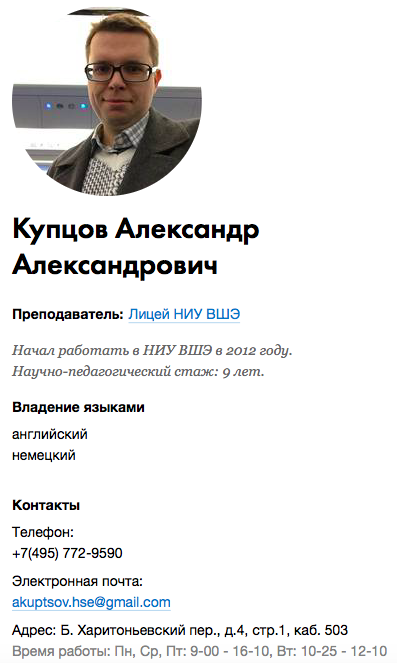 Купцов Александр
Александрович
Преподаватель: Лицей НИУ ВШЭ
Начал работать в НИУ ВШЭ в 2012 году.
Научно-педагогический стаж: 9 лет.
Владение языками
английский
немецкий
Контакты
Телефон:
+7(495) 772-9590
Электронная почта:
akuptsov.hse@gmail.com
Адрес: Б. Харитоньевский пер., д.4, стр.1, каб. 503
Время работы: Пн, Ср, Пт: 9-00 - 16-10, Вт: 10-25 - 12-10